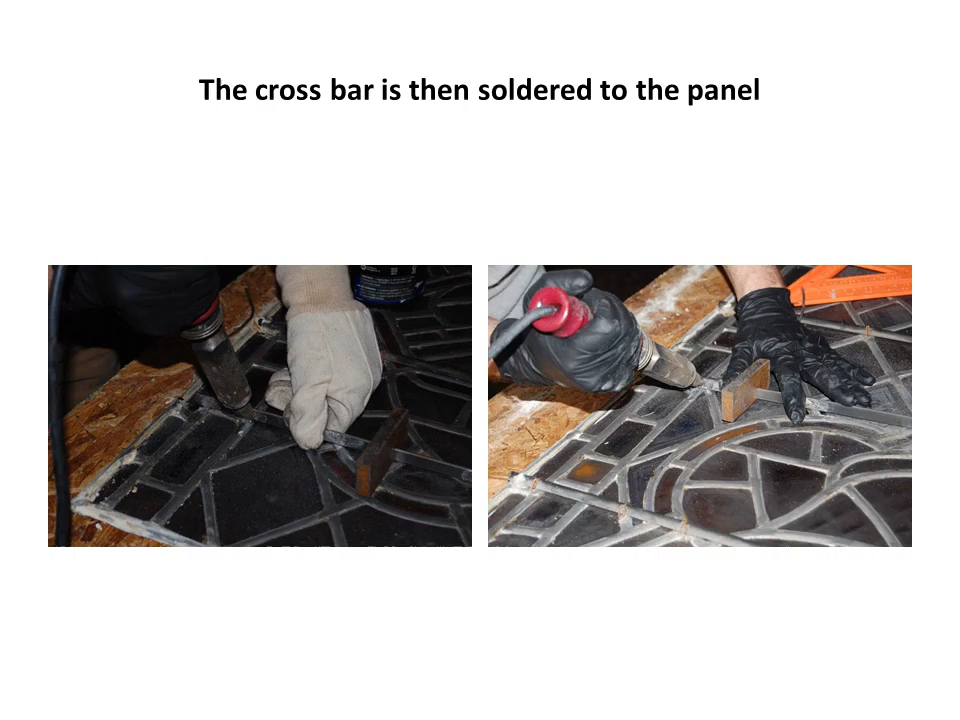 The cross bar is then soldered to the panel